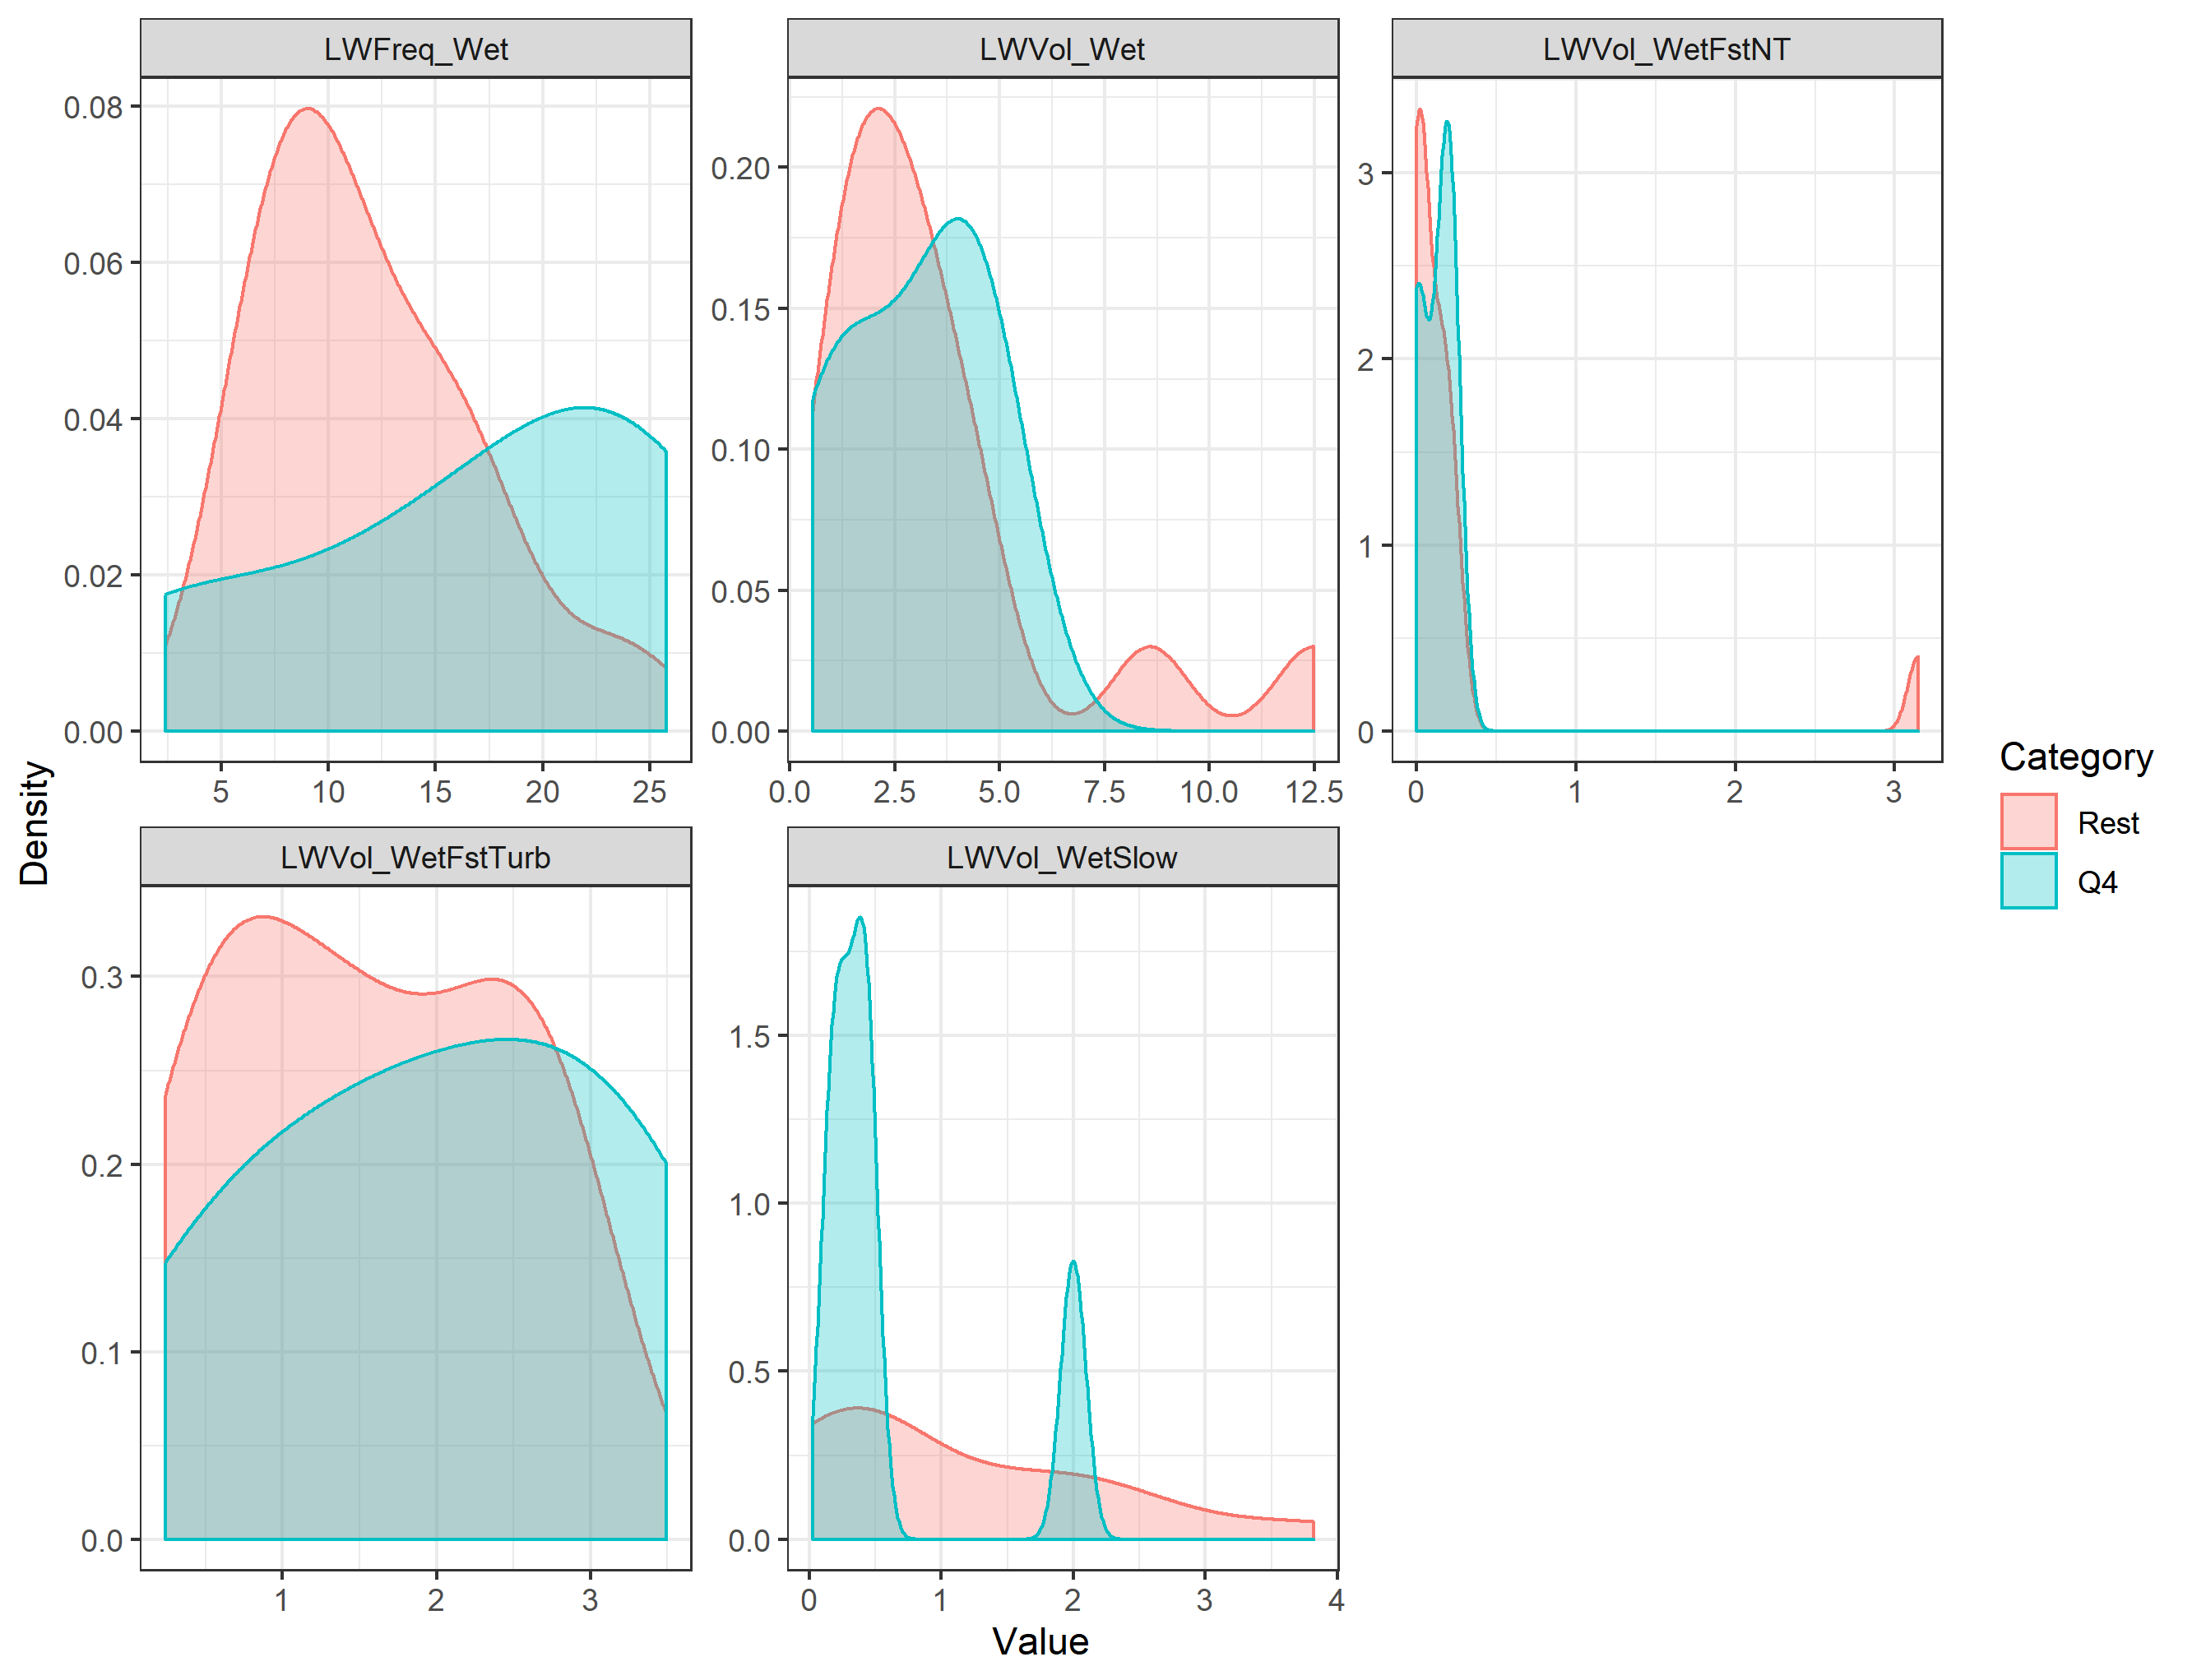 LWFreq_Wet
LWVol_Wet
LWVol_WetFstNT
0.08
0.06
0.04
0.02
0.00
5 10 15 20 25
0.20
0.15
0.10
0.05
0.00
0.0 2.5 5.0 7.5 10.0 12.5
3
2
1
0
0 1 2 3
LWVol_WetFstTurb
LWVol_WetSlow
0.3
0.2
0.1
0.0
1 2 3
1.5
1.0
0.5
0.0
0 1 2 3 4
Density
Value
Category
Rest
Q4